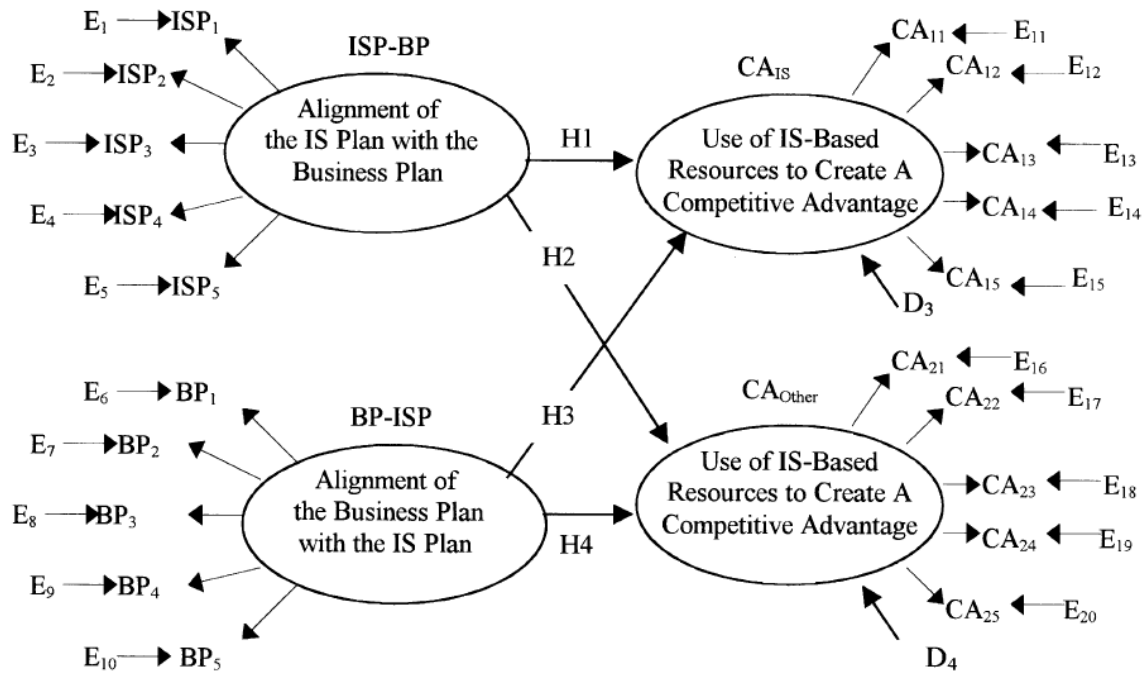 E₁ ISP₁
E₂ ISP₂
E₃ ISP₃
E₄ ISP₄
E₅ ISP₅
ISP-BP
Alignment of
the IS Plan with the
Business Plan
H1
H2
H3
H4
CA_IS
Use of IS-Based
Resources to Create A
Competitive Advantage
CA₁₁ E₁₁
CA₁₂ E₁₂
CA₁₃ E₁₃
CA₁₄ E₁₄
CA₁₅ E₁₅
D₃
E₆ BP₁
E₇ BP₂
E₈ BP₃
E₉ BP₄
E₁₀ BP₅
BP-ISP
Alignment of
the Business Plan
with the IS Plan
CA_Other
Use of IS-Based
Resources to Create A
Competitive Advantage
CA₂₁ E₁₆
CA₂₂ E₁₇
CA₂₃ E₁₈
CA₂₄ E₁₉
CA₂₅ E₂₀
D₄